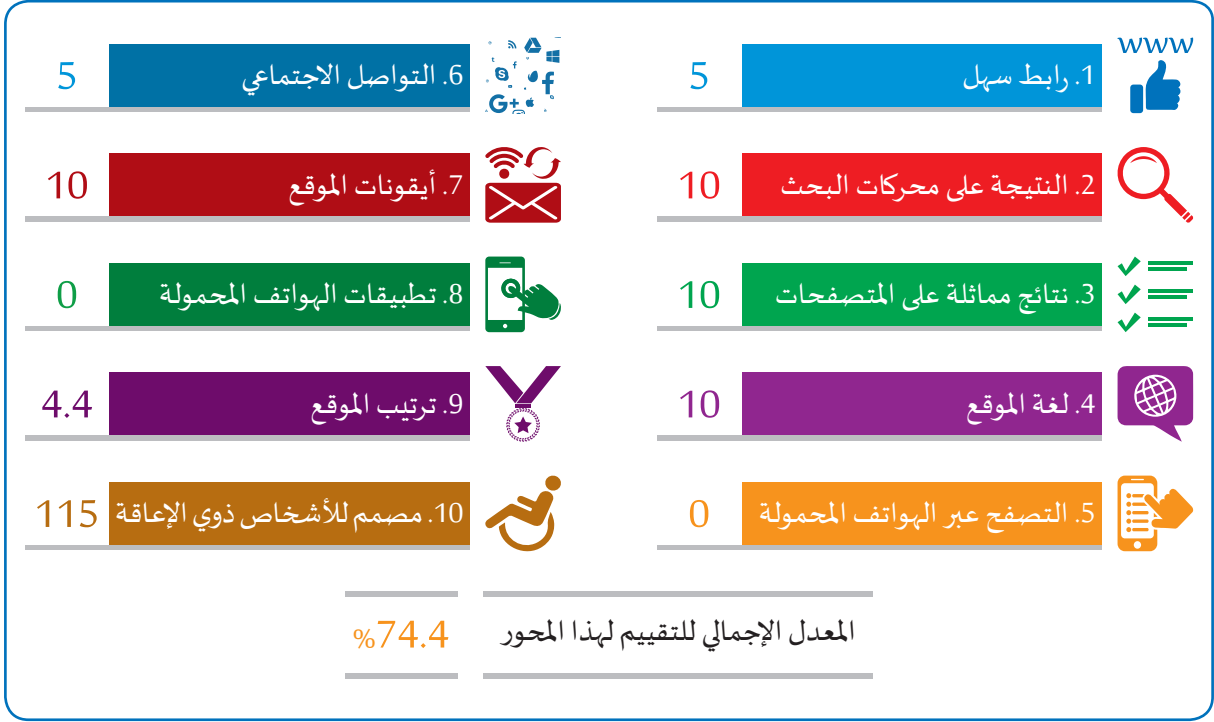 www
1. رابط سهل
5
2. النتيجة على محركات البحث
10
3. نتائج مماثلة على المتصفحات
10
4. لغة الموقع
10
5. التصفح عبر الهواتف المحمولة
0
6. التواصل الاجتماعي
5
7. أيقونات الموقع
10
8. تطبيقات الهواتف المحمولة
0
9. ترتيب الموقع
4.4
10. مصمم للأشخاص ذوي الإعاقة
115
المعدل الإجمالي للتقييم لهذا المحور
%74.4